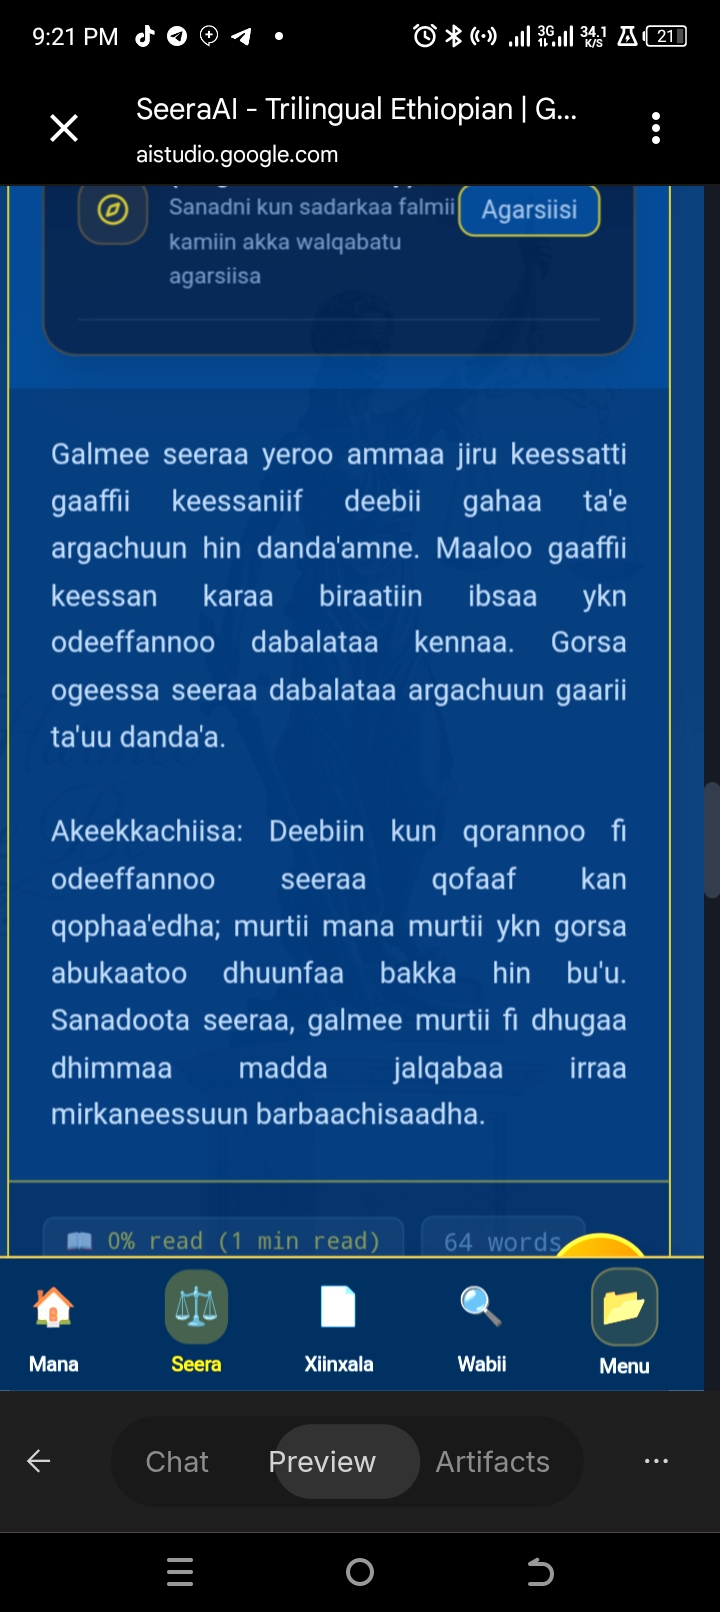 9:21 PM
3G
34.1
K/S
21
SeeraAI - Trilingual Ethiopian | G...
aistudio.google.com
Sanadni kun sadarkaa falmii
kamiin akka walqabatu
agarsiisa
Agarsiisi
Galmee seeraa yeroo ammaa jiru keessatti
gaaffii keessaniif deebii gahaa ta'e
argachuun hin danda'amne. Maaloo gaaffii
keessan karaa biraatiin ibsaa ykn
odeeffannoo dabalataa kennaa. Gorsa
ogeessa seeraa dabalataa argachuun gaarii
ta'uu danda'a.
Akeekkachiisa: Deebiin kun qorannoo fi
odeeffannoo seeraa qofaaf kan
qophaa'edha; murtii mana murtii ykn gorsa
abukaatoo dhuunfaa bakka hin bu'u.
Sanadoota seeraa, galmee murtii fi dhugaa
dhimmaa madda jalqabaa irraa
mirkaneessuun barbaachisaadha.
0% read (1 min read)
64 words
Mana
Seera
Xiinxala
Wabii
Menu
Chat
Preview
Artifacts